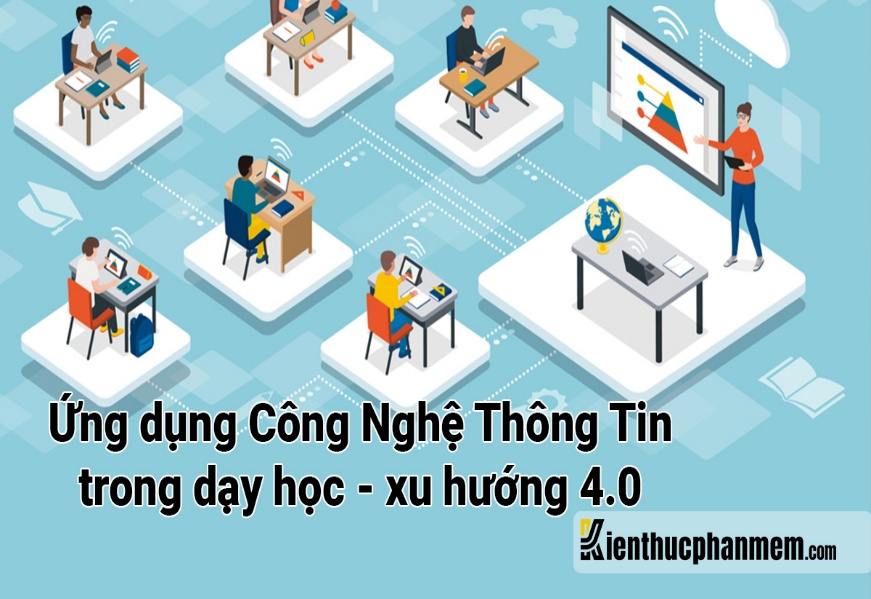 Ứng dụng Công Nghệ Thông Tin
trong dạy học - xu hướng 4.0
Kienthucphanmem.com